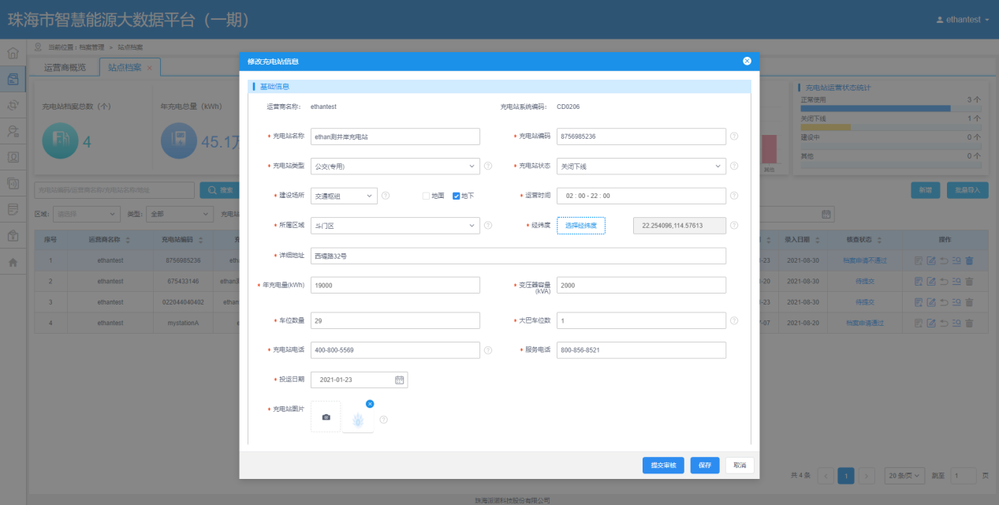 珠海市智慧能源大数据平台（一期）
ethantest
当前位置：档案管理 » 站点档案
运营商概览
站点档案 ×
充电站档案总数（个）
4
年充电总量（kWh）
45.1万
充电站运营状态统计
正常使用 3 个
关闭下线 1 个
建设中 0 个
其他 0 个
其他
充电站编码/运营商名称/充电站名称/地址
搜索
新增
批量导入
区域: 请选择
类型: 全部
充电站
序号 运营商名称 充电站编码 录入日期 核查状态 操作
1 ethantest 8756985236 eth -23 2021-08-30 档案申请不通过
2 ethantest 675433146 ethan -20 2021-08-30 待提交
3 ethantest 022044040402 ethan -23 2021-08-30 待提交
4 ethantest mystationA -07 2021-08-20 档案申请通过
修改充电站信息
基础信息
运营商名称: ethantest
充电站系统编码: CD0206
* 充电站名称 ethan测井岸充电站
* 充电站编码 8756985236
* 充电站类型 公交(专用)
* 充电站状态 关闭下线
* 建设场所 交通枢纽 地面 地下
* 运营时间 02 : 00 - 22 : 00
* 所属区域 斗门区
* 经纬度 选择经纬度 22.254096,114.57613
* 详细地址 西堤路32号
* 年充电量(kWh) 19000
* 变压器容量(kVA) 2000
* 车位数量 29
* 大巴车位数 1
* 充电站电话 400-800-5569
* 服务电话 800-856-8521
* 投运日期 2021-01-23
* 充电站图片
提交审核
保存
取消
共 4 条 < 1 > 20 条/页 跳至 1 页
珠海派诺科技股份有限公司